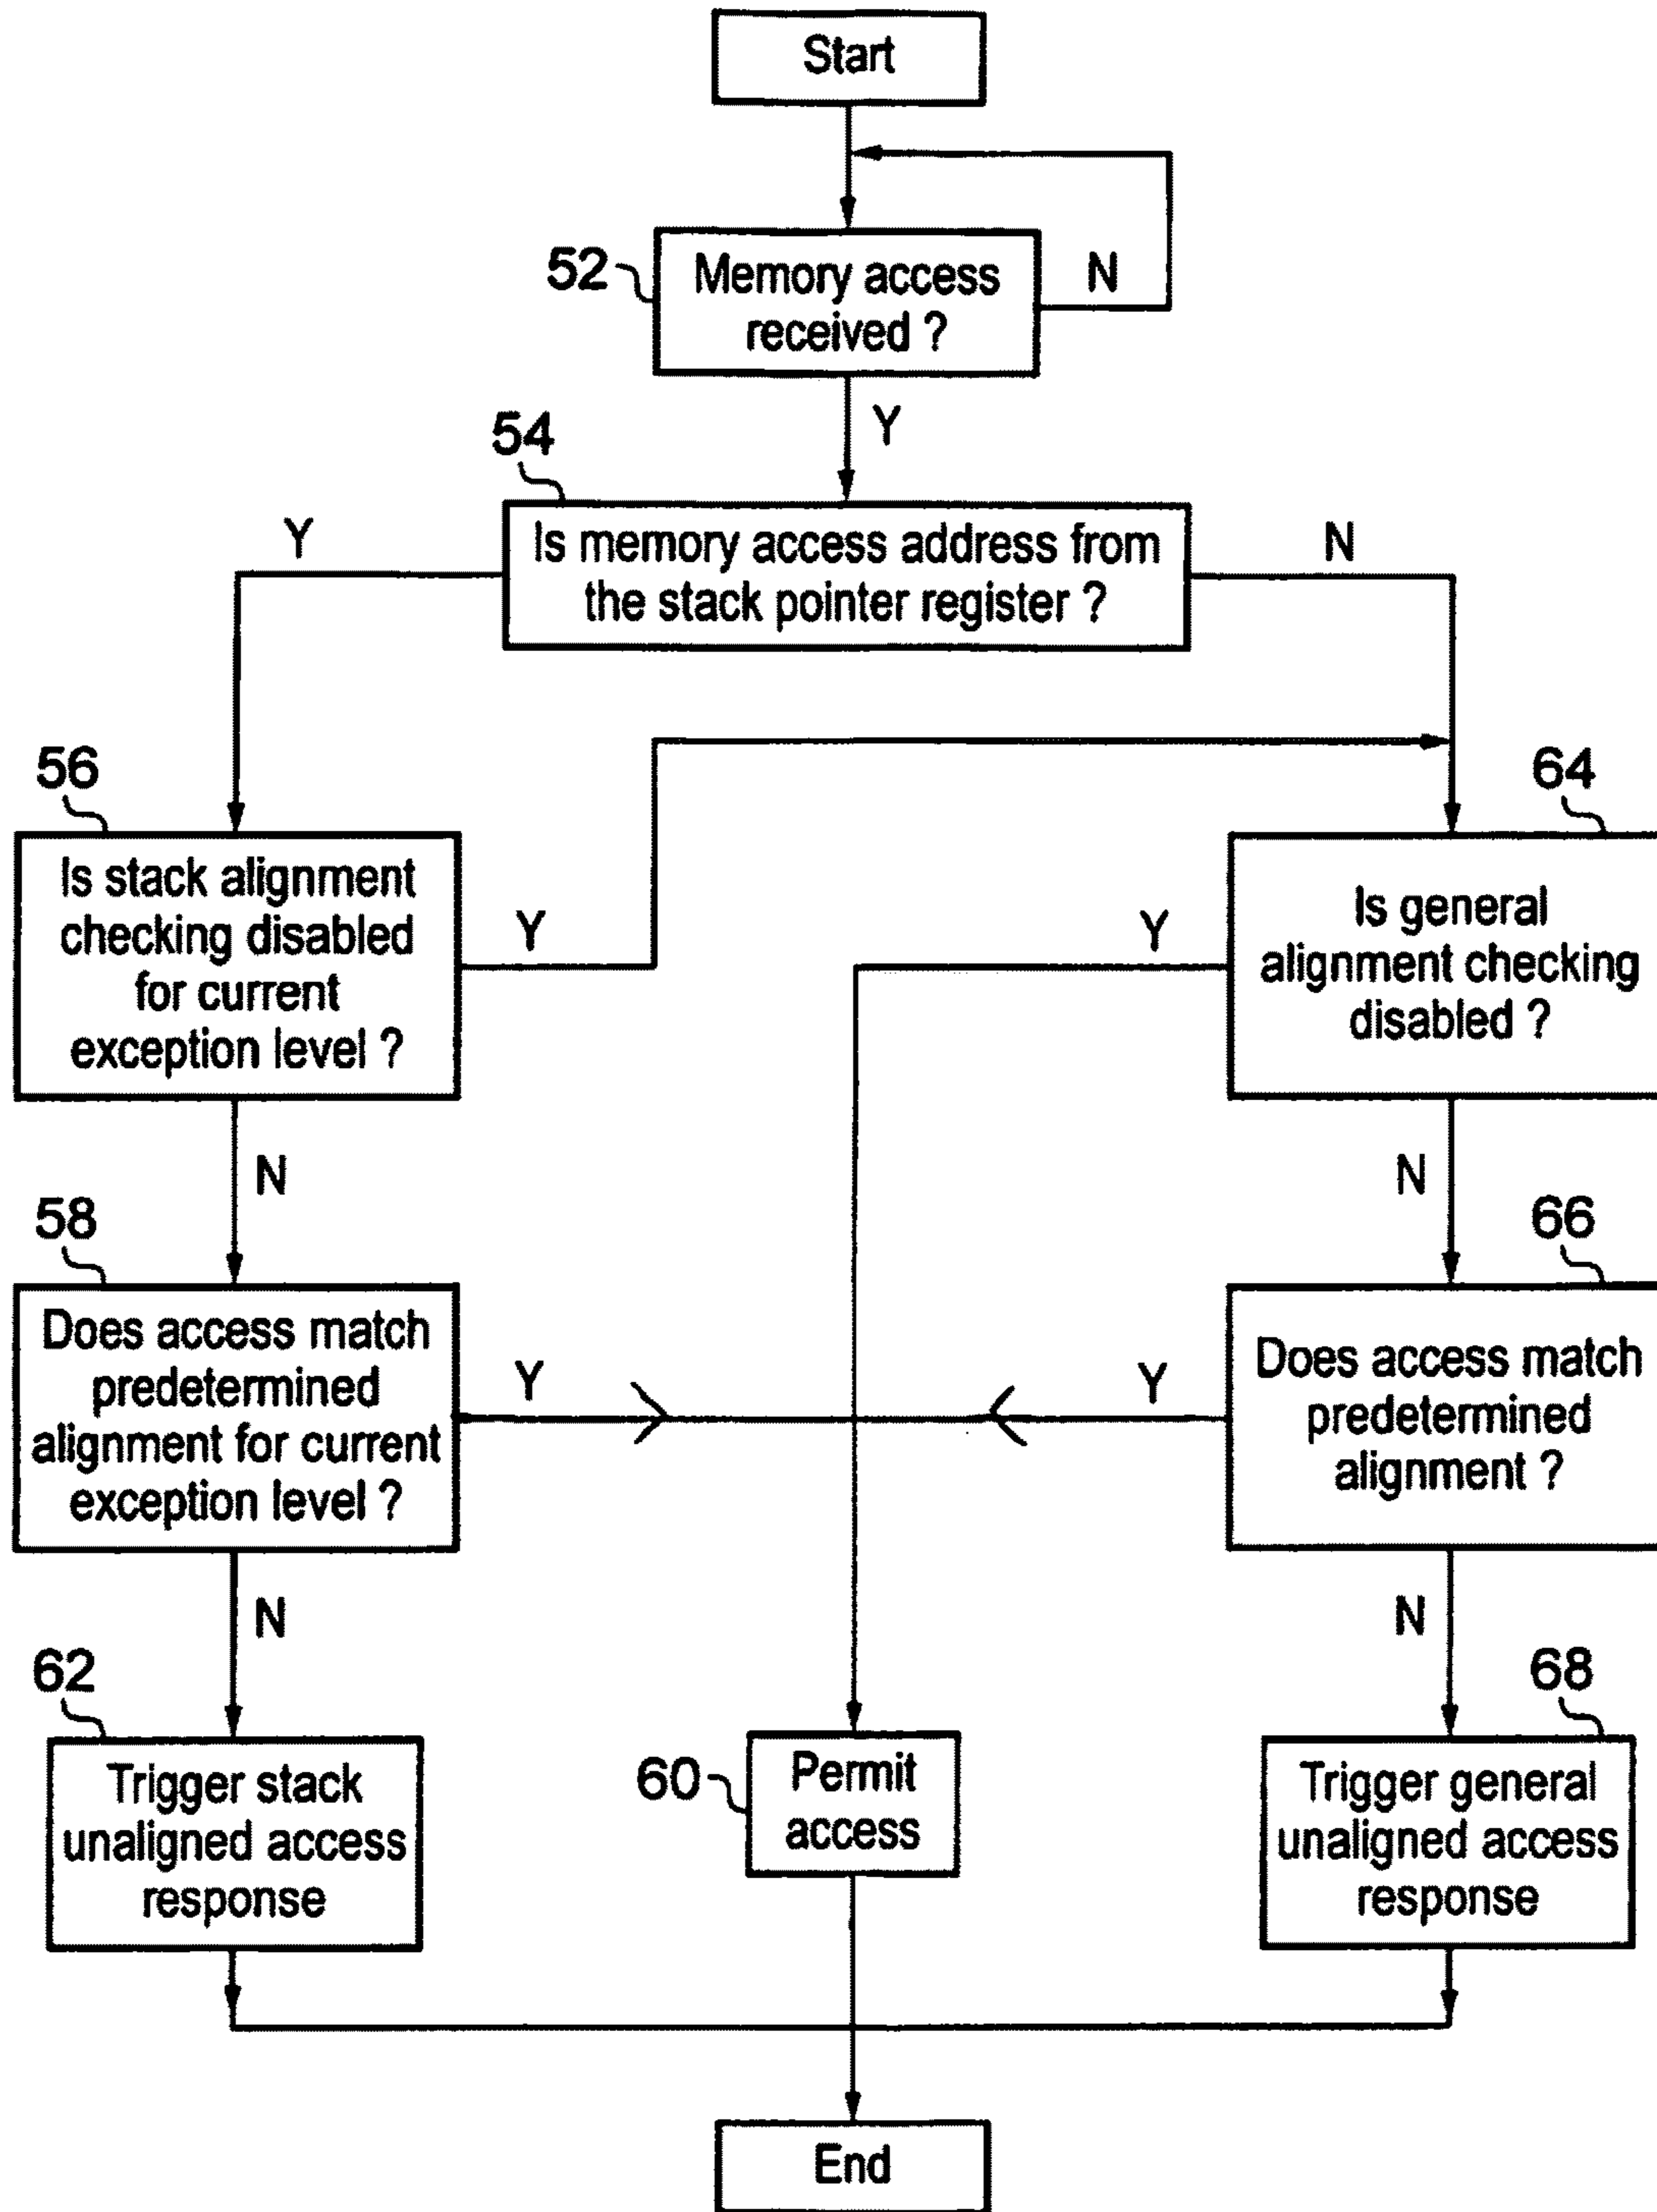 Start
52
Memory access
received ?
N
Y
54
Is memory access address from
the stack pointer register ?
Y
N
56
Is stack alignment
checking disabled
for current
exception level ?
Y
N
64
Is general
alignment checking
disabled ?
Y
N
58
Does access match
predetermined
alignment for current
exception level ?
Y
N
66
Does access match
predetermined
alignment ?
Y
N
62
Trigger stack
unaligned access
response
60
Permit
access
68
Trigger general
unaligned access
response
End